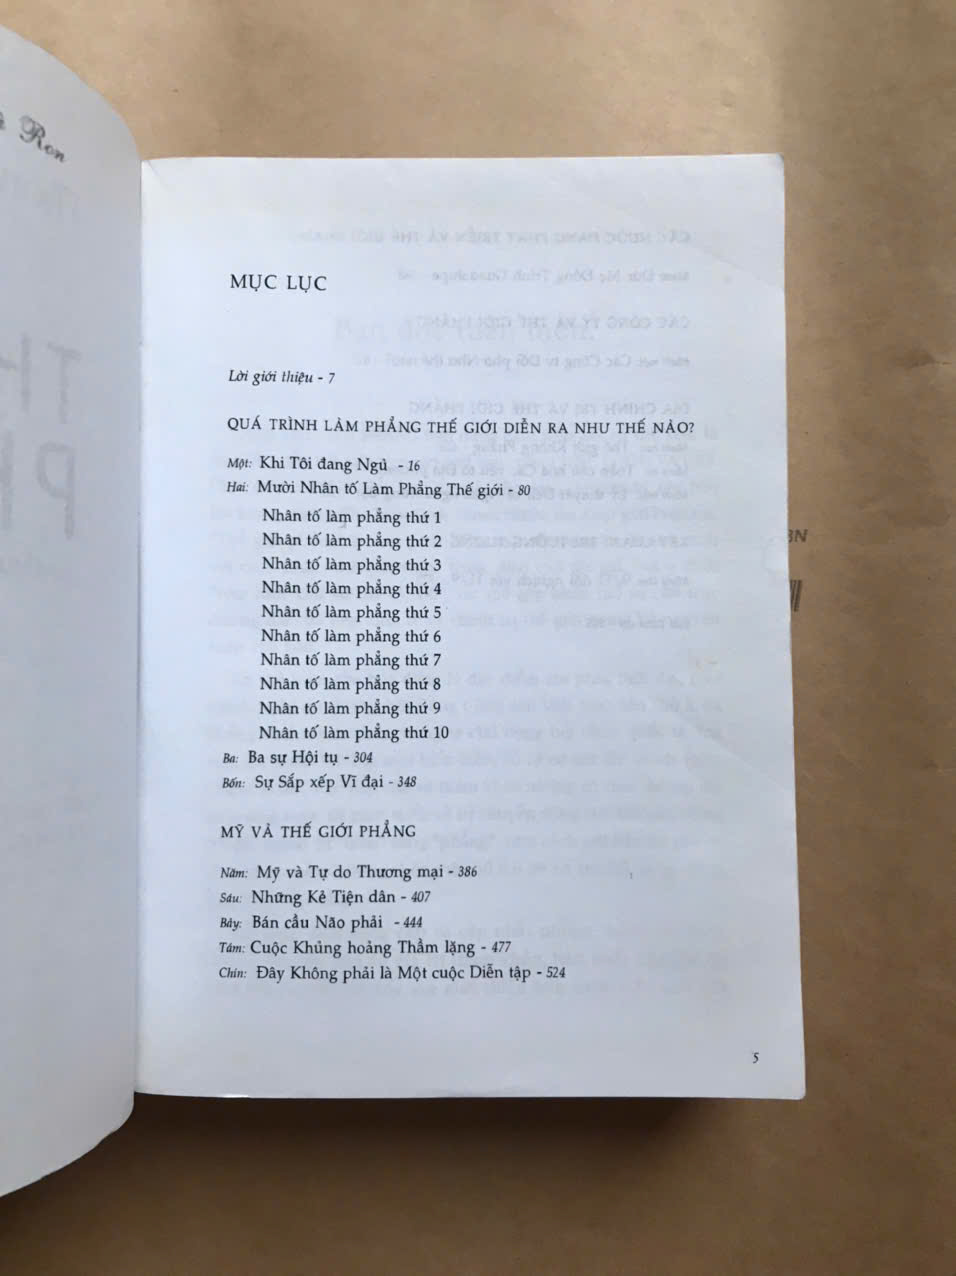 Ron
MỤC LỤC
Lời giới thiệu - 7
QUÁ TRÌNH LÀM PHẲNG THẾ GIỚI DIỄN RA NHƯ THẾ NÀO?
Một: Khi Tôi đang Ngủ - 16
Hai: Mười Nhân tố Làm Phẳng Thế giới - 80
Nhân tố làm phẳng thứ 1
Nhân tố làm phẳng thứ 2
Nhân tố làm phẳng thứ 3
Nhân tố làm phẳng thứ 4
Nhân tố làm phẳng thứ 5
Nhân tố làm phẳng thứ 6
Nhân tố làm phẳng thứ 7
Nhân tố làm phẳng thứ 8
Nhân tố làm phẳng thứ 9
Nhân tố làm phẳng thứ 10
Ba: Ba sự Hội tụ - 304
Bốn: Sự Sắp xếp Vĩ đại - 348
MỸ VÀ THẾ GIỚI PHẲNG
Năm: Mỹ và Tự do Thương mại - 386
Sáu: Những Kẻ Tiện dân - 407
Bảy: Bán cầu Não phải - 444
Tám: Cuộc Khủng hoảng Thầm lặng - 477
Chín: Đây Không phải là Một cuộc Diễn tập - 524
5